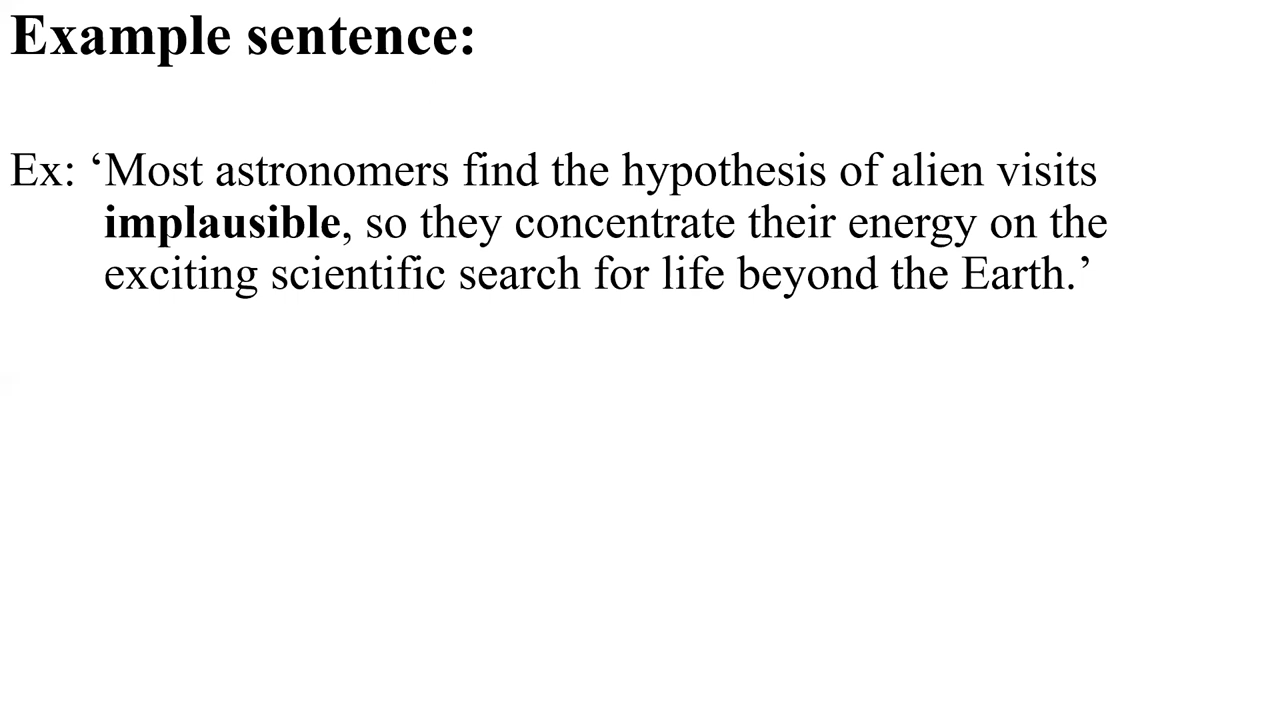 Example sentence:
Ex: ‘Most astronomers find the hypothesis of alien visits
implausible, so they concentrate their energy on the
exciting scientific search for life beyond the Earth.’